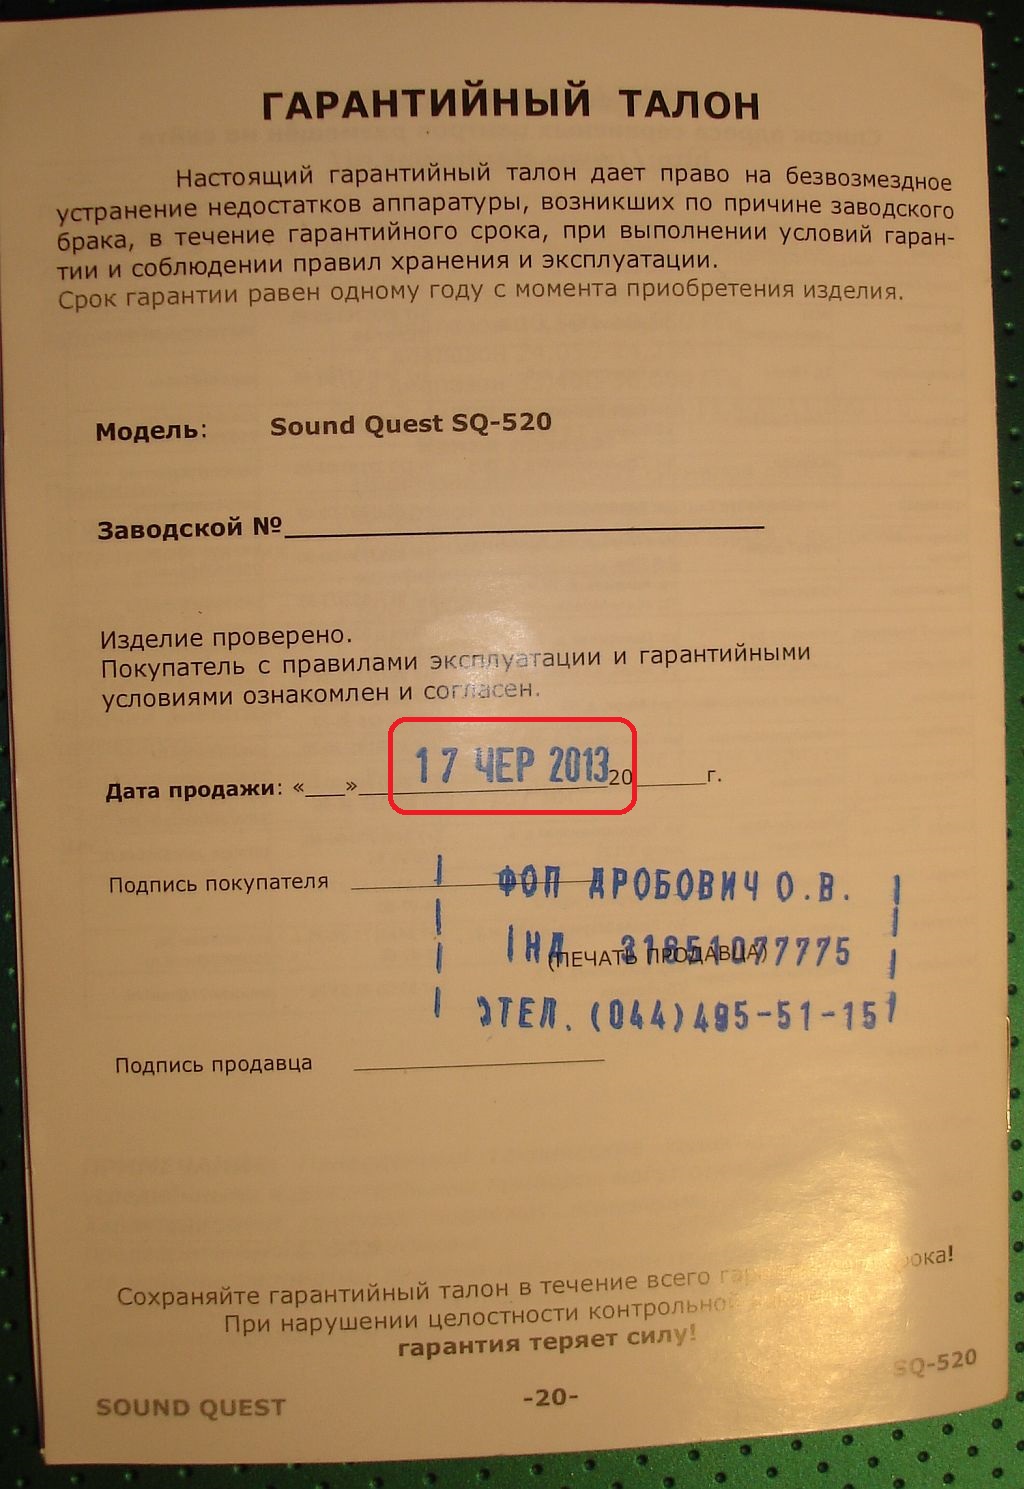 ГАРАНТИЙНЫЙ ТАЛОН
Настоящий гарантийный талон дает право на безвозмездное
устранение недостатков аппаратуры, возникших по причине заводского
брака, в течение гарантийного срока, при выполнении условий гаран-
тии и соблюдении правил хранения и эксплуатации.
Срок гарантии равен одному году с момента приобретения изделия.
Модель: Sound Quest SQ-520
Заводской №
Изделие проверено.
Покупатель с правилами эксплуатации и гарантийными
условиями ознакомлен и согласен.
Дата продажи: «___» 17 ЧЕР 2013 20 г.
Подпись покупателя
ФОП ДРОБОВИЧ О.В.
ІНД 31851077775
(ПЕЧАТЬ ПРОДАВЦА)
ТЕЛ. (044)495-51-15
Подпись продавца
Сохраняйте гарантийный талон в течение всего
При нарушении целостности
гарантия теряет силу!
SQ-520
SOUND QUEST
-20-